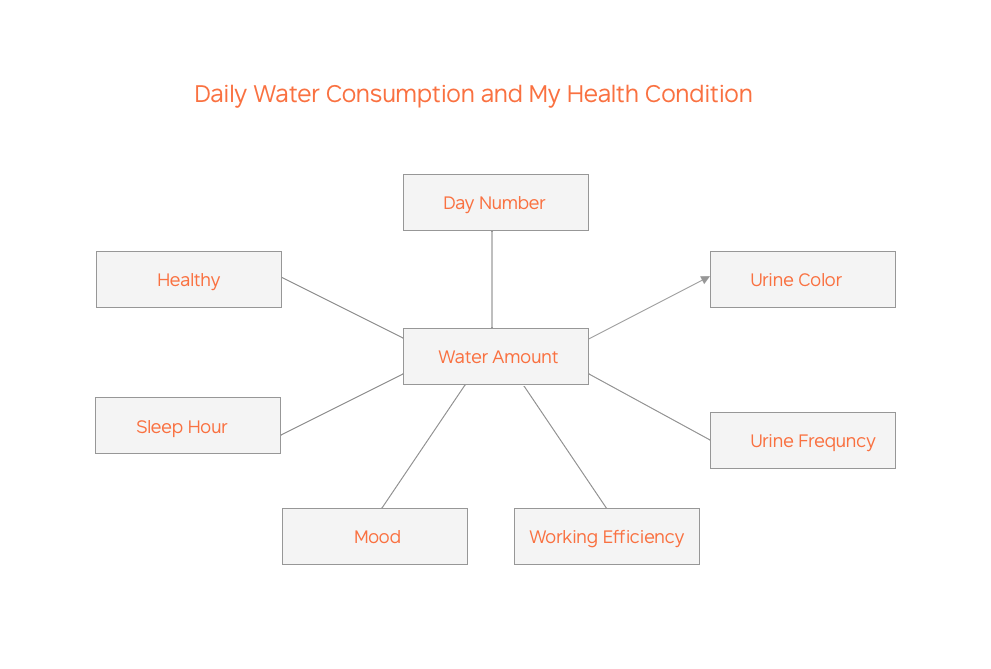 Daily Water Consumption and My Health Condition
Day Number
Healthy
Urine Color
Water Amount
Sleep Hour
Urine Frequncy
Mood
Working Efficiency